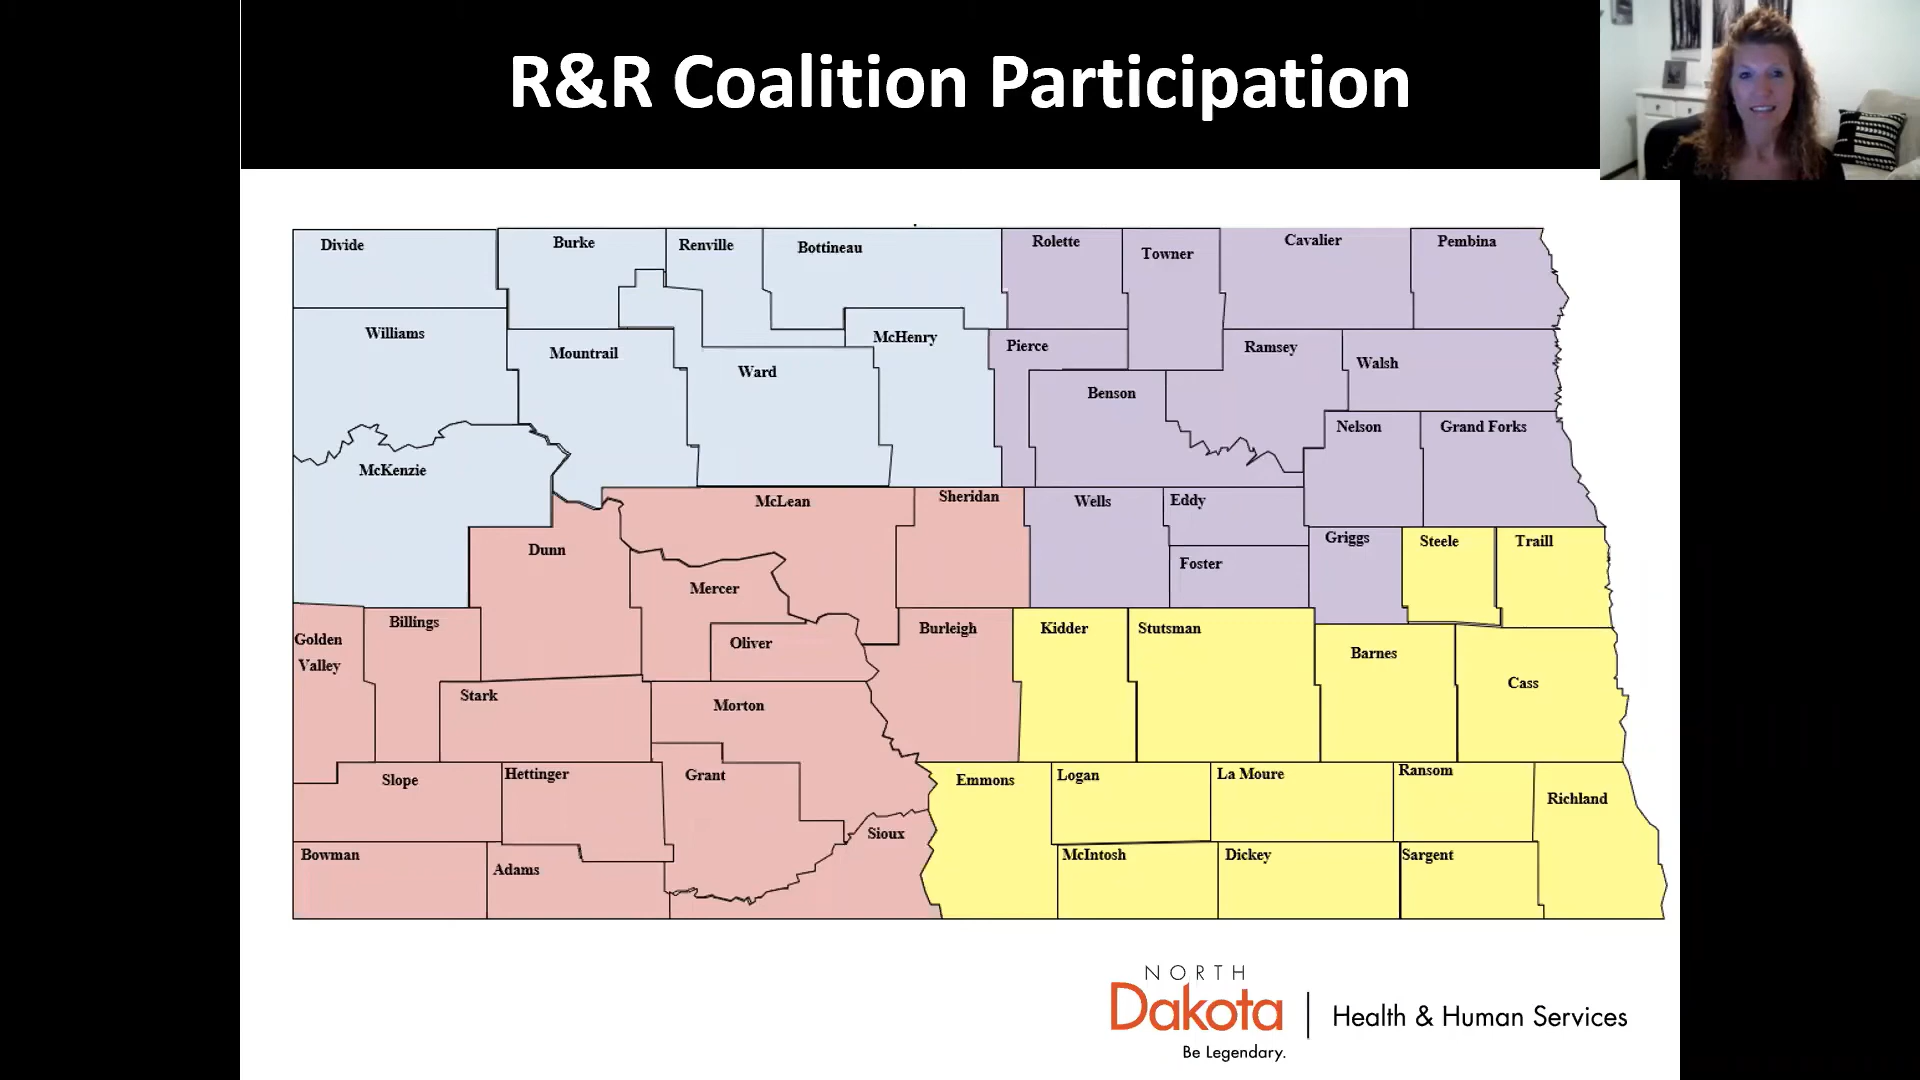 R&R Coalition Participation
Divide
Burke
Renville
Bottineau
Rolette
Towner
Cavalier
Pembina
Williams
Mountrail
Ward
McHenry
Pierce
Benson
Ramsey
Walsh
Nelson
Grand Forks
McKenzie
Dunn
McLean
Sheridan
Wells
Eddy
Foster
Griggs
Steele
Traill
Mercer
Oliver
Golden
Valley
Billings
Burleigh
Kidder
Stutsman
Barnes
Cass
Stark
Morton
Slope
Hettinger
Grant
Sioux
Emmons
Logan
La Moure
Ransom
Richland
Bowman
Adams
McIntosh
Dickey
Sargent
NORTH
Dakota
Be Legendary.
Health & Human Services